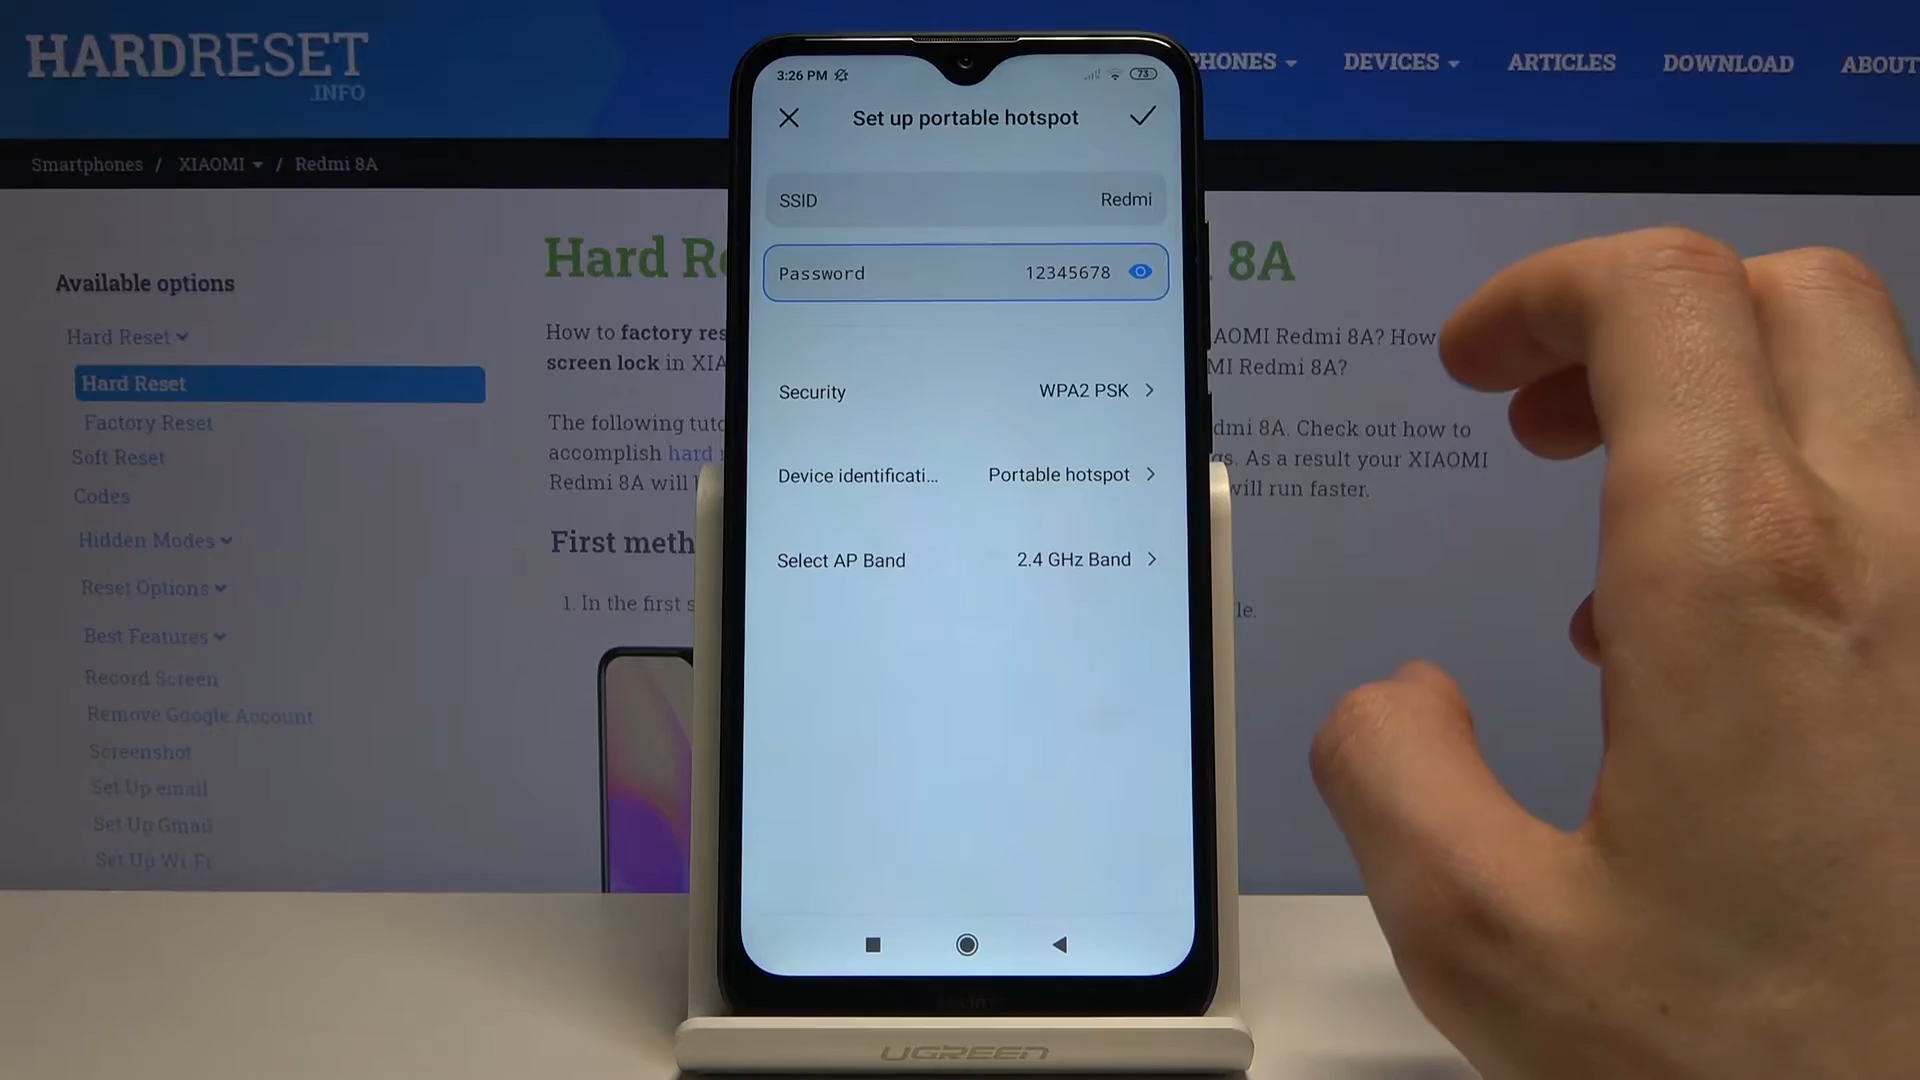 HARDRESET
.INFO
PHONES
DEVICES
ARTICLES
DOWNLOAD
ABOUT
Smartphones / XIAOMI / Redmi 8A
Available options
Hard Reset
Hard Reset
Factory Reset
Soft Reset
Codes
Hidden Modes
Reset Options
Best Features
Record Screen
Remove Google Account
Screenshot
Set Up email
Set Up Gmail
Set Up Wi-Fi
Hard Re 8A
How to factory res AOMI Redmi 8A? How
screen lock in XIA MI Redmi 8A?
The following tuto dmi 8A. Check out how to
accomplish hard gs. As a result your XIAOMI
Redmi 8A will will run faster.
First meth
1. In the first s le.
3:26 PM
73
Set up portable hotspot
SSID Redmi
Password 12345678
Security WPA2 PSK
Device identificati... Portable hotspot
Select AP Band 2.4 GHz Band
UGREEN